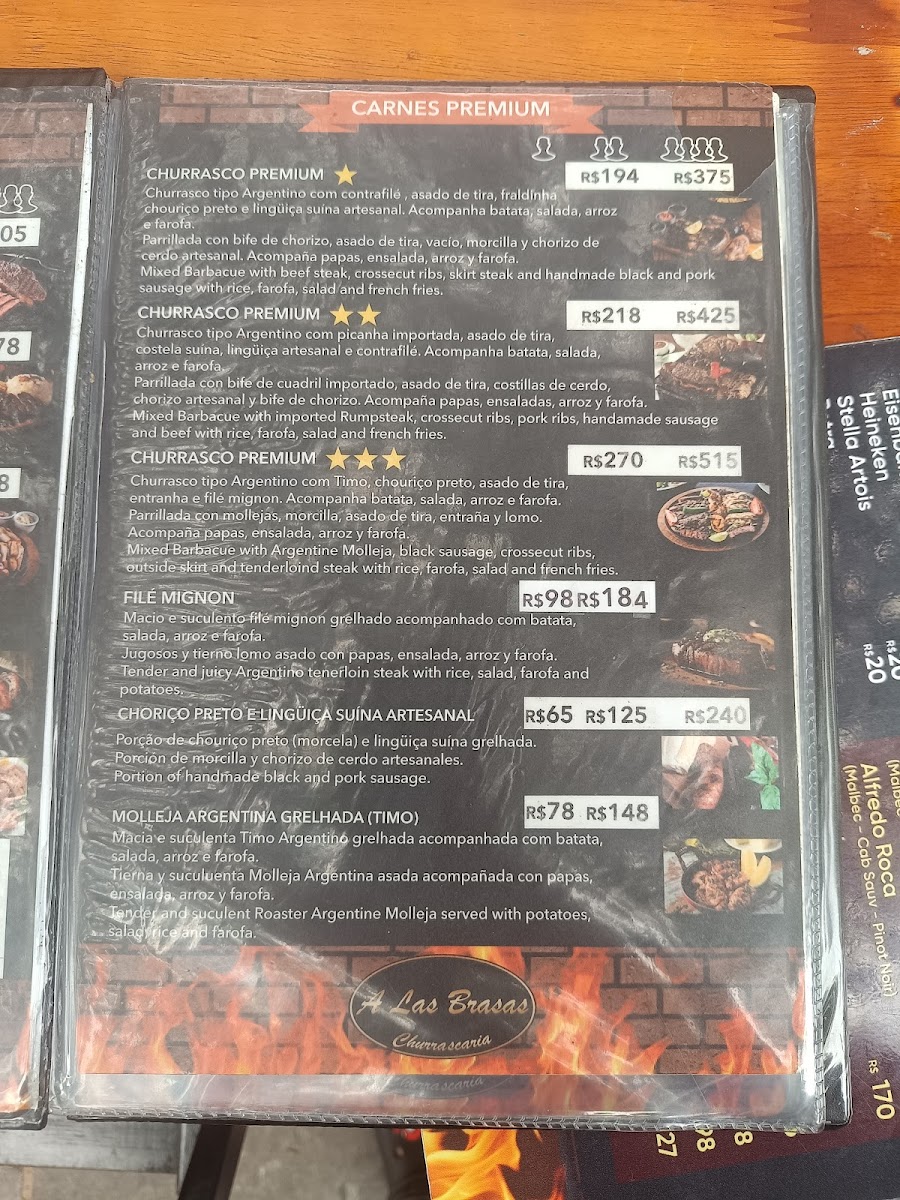 CARNES PREMIUM
CHURRASCO PREMIUM
R$194 R$375
Churrasco tipo Argentino com contrafilé , asado de tira, fraldinha
chouriço preto e lingüiça suína artesanal. Acompanha batata, salada, arroz
e farofa.
Parrillada con bife de chorizo, asado de tira, vacío, morcilla y chorizo de
cerdo artesanal. Acompaña papas, ensalada, arroz y farofa.
Mixed Barbacue with beef steak, crossecut ribs, skirt steak and handmade black and pork
sausage with rice, farofa, salad and french fries.
CHURRASCO PREMIUM
R$218 R$425
Churrasco tipo Argentino com picanha importada, asado de tira,
costela suína, lingüiça artesanal e contrafilé. Acompanha batata, salada,
arroz e farofa.
Parrillada con bife de cuadril importado, asado de tira, costillas de cerdo,
chorizo artesanal y bife de chorizo. Acompaña papas, ensaladas, arroz y farofa.
Mixed Barbacue with imported Rumpsteak, crossecut ribs, pork ribs, handamade sausage
and beef with rice, farofa, salad and french fries.
CHURRASCO PREMIUM
R$270 R$515
Churrasco tipo Argentino com Timo, chouriço preto, asado de tira,
entranha e filé mignon. Acompanha batata, salada, arroz e farofa.
Parrillada con mollejas, morcilla, asado de tira, entraña y lomo.
Acompaña papas, ensalada, arroz y farofa.
Mixed Barbacue with Argentine Molleja, black sausage, crossecut ribs,
outside skirt and tenderloind steak with rice, farofa, salad and french fries.
FILÉ MIGNON
R$98 R$184
Macio e suculento filé mignon grelhado acompanhado com batata,
salada, arroz e farofa.
Jugosos y tierno lomo asado con papas, ensalada, arroz y farofa.
Tender and juicy Argentino tenerloin steak with rice, salad, farofa and
potatoes.
CHORIÇO PRETO E LINGÜIÇA SUÍNA ARTESANAL
R$65 R$125 R$240
Porção de chouriço preto (morcela) e lingüiça suína grelhada.
Porción de morcilla y chorizo de cerdo artesanales.
Portion of handmade black and pork sausage.
MOLLEJA ARGENTINA GRELHADA (TIMO)
R$78 R$148
Macia e suculenta Timo Argentino grelhada acompanhada com batata,
salada, arroz e farofa.
Tierna y suculuenta Molleja Argentina asada acompañada con papas,
ensalada, arroz y farofa.
Tender and suculent Roaster Argentine Molleja served with potatoes,
salad, rice and farofa.
A Las Brasas
Churrascaria
05
78
8
Heineken
Stella Artois
R$ 20
Alfredo Roca
(Malbec - Cab Sauv - Pinot Noir)
R$ 170
27